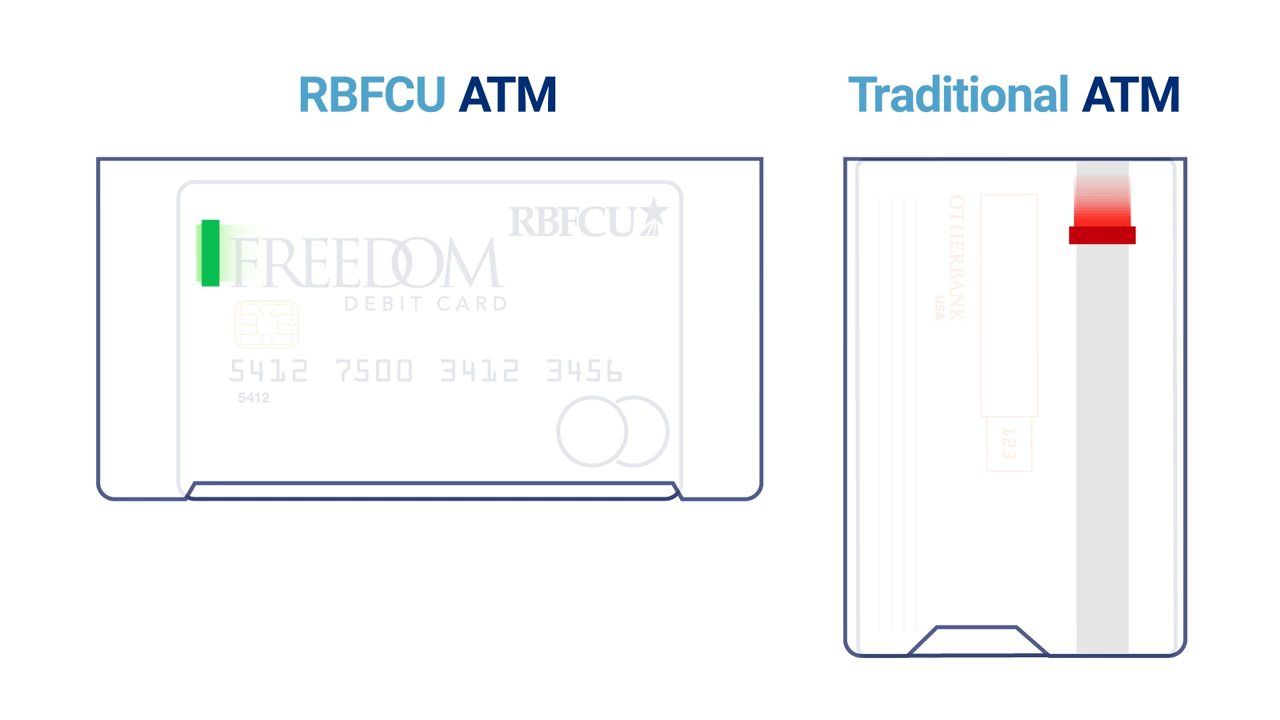 RBFCU ATM
Traditional ATM
RBFCU
FREEDOM
DEBIT CARD
5412 7500 3412 3456
5412
OTHERBANK
USA
123